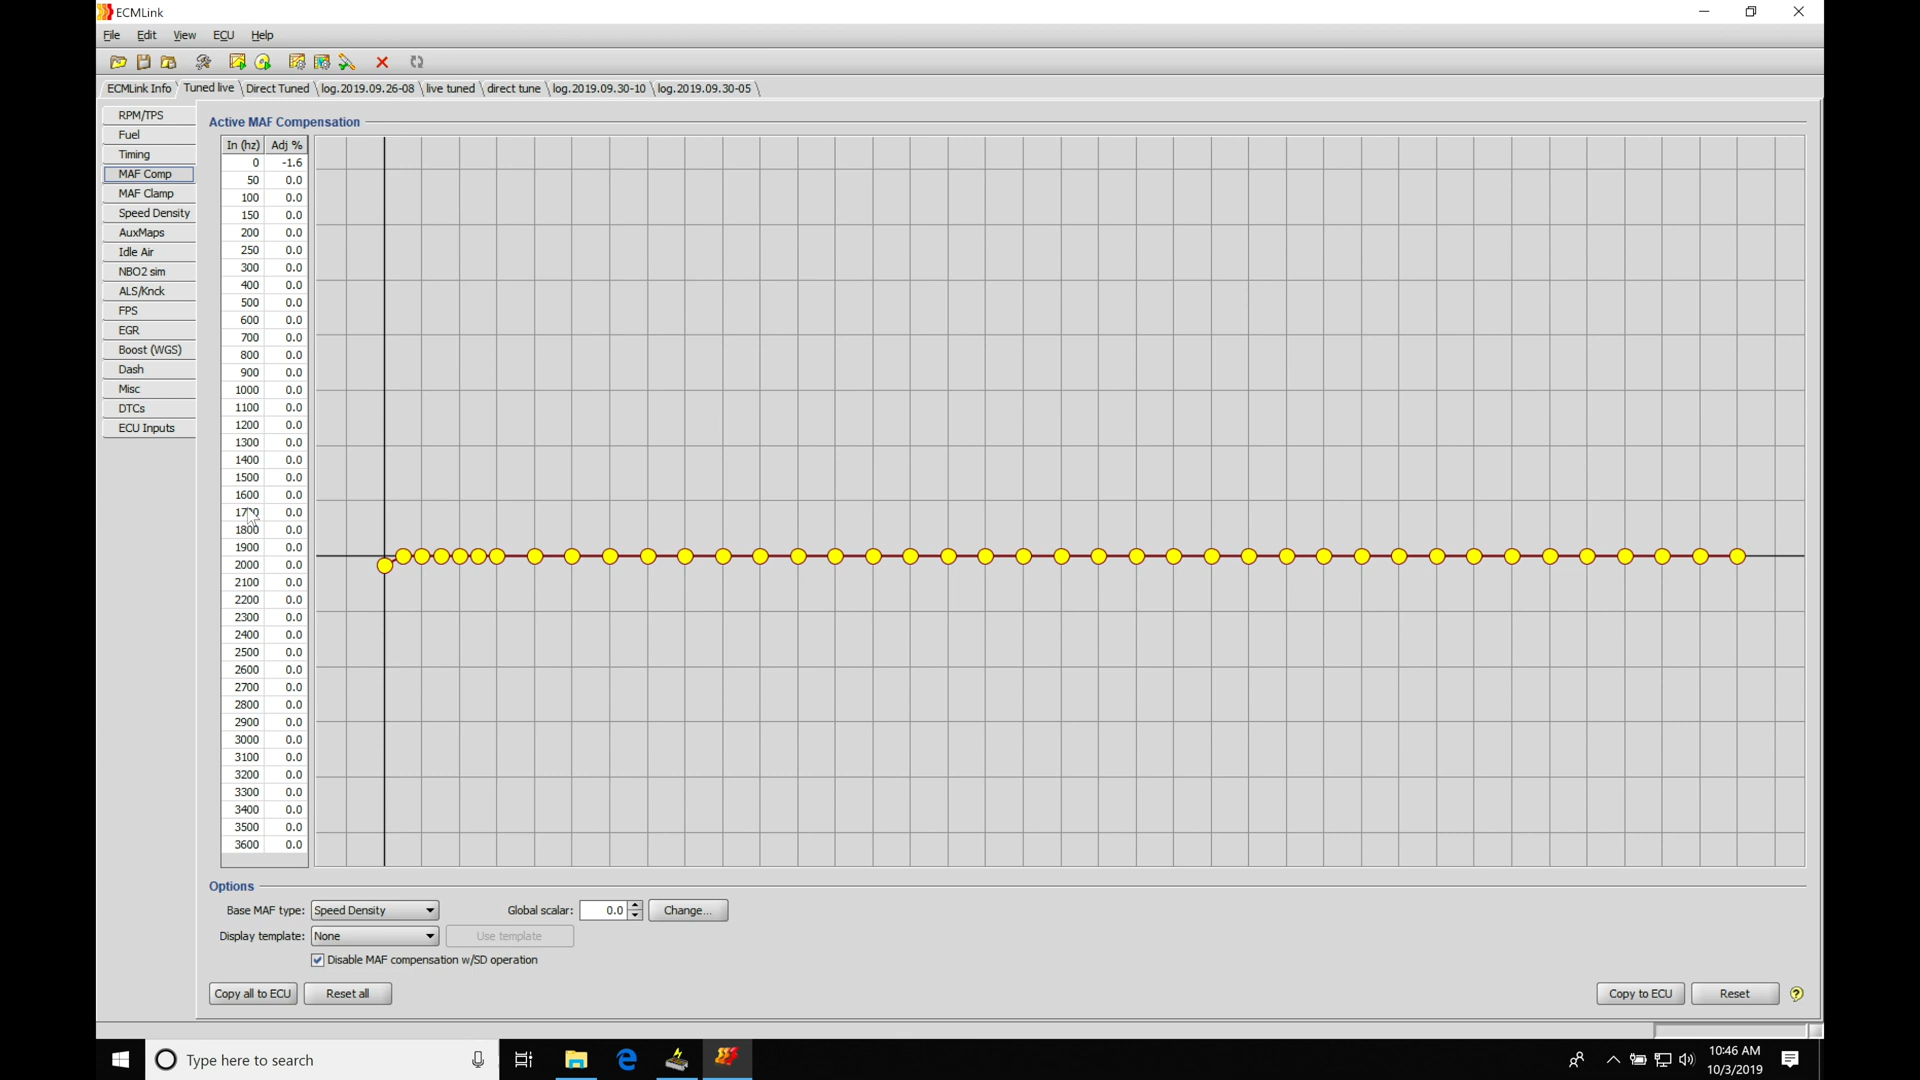 ECMLink
File Edit View ECU Help
ECMLink Info Tuned live Direct Tuned log.2019.09.26-08 live tuned direct tune log.2019.09.30-10 log.2019.09.30-05
RPM/TPS
Fuel
Timing
MAF Comp
MAF Clamp
Speed Density
AuxMaps
Idle Air
NBO2 sim
ALS/Knck
FPS
EGR
Boost (WGS)
Dash
Misc
DTCs
ECU Inputs
Active MAF Compensation
In (hz) Adj %
0 -1.6
50 0.0
100 0.0
150 0.0
200 0.0
250 0.0
300 0.0
400 0.0
500 0.0
600 0.0
700 0.0
800 0.0
900 0.0
1000 0.0
1100 0.0
1200 0.0
1300 0.0
1400 0.0
1500 0.0
1600 0.0
1700 0.0
1800 0.0
1900 0.0
2000 0.0
2100 0.0
2200 0.0
2300 0.0
2400 0.0
2500 0.0
2600 0.0
2700 0.0
2800 0.0
2900 0.0
3000 0.0
3100 0.0
3200 0.0
3300 0.0
3400 0.0
3500 0.0
3600 0.0
Options
Base MAF type: Speed Density Global scalar: 0.0 Change...
Display template: None Use template
Disable MAF compensation w/SD operation
Copy all to ECU Reset all Copy to ECU Reset ?
Type here to search
10:46 AM
10/3/2019